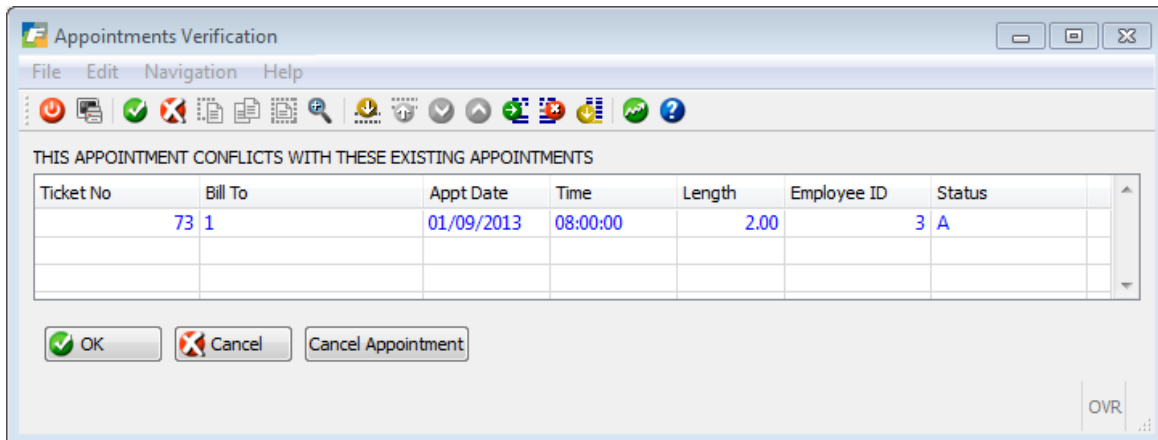 Appointments Verification
File Edit Navigation Help
THIS APPOINTMENT CONFLICTS WITH THESE EXISTING APPOINTMENTS
Ticket No Bill To Appt Date Time Length Employee ID Status
73 1 01/09/2013 08:00:00 2.00 3 A
OK Cancel Cancel Appointment
OVR